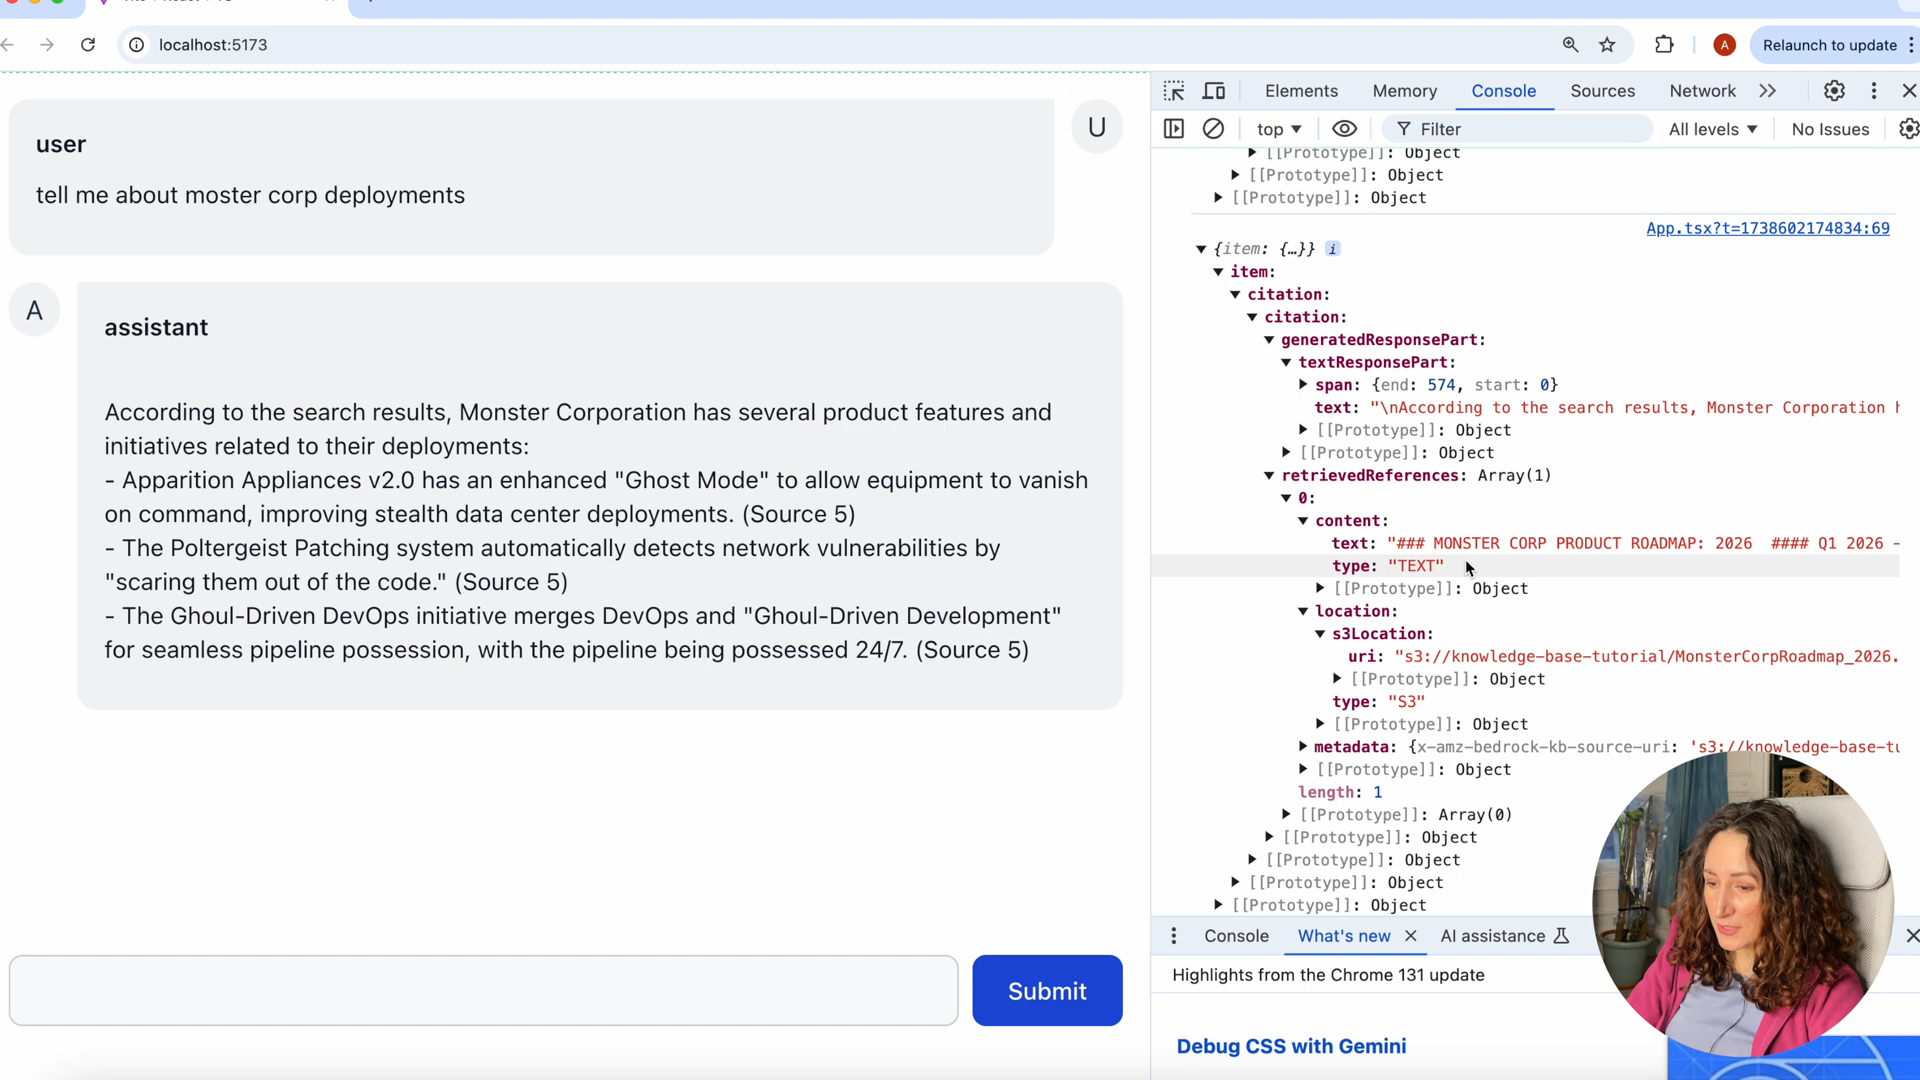 localhost:5173
A
Relaunch to update
user
U
tell me about moster corp deployments
A
assistant
According to the search results, Monster Corporation has several product features and
initiatives related to their deployments:
- Apparition Appliances v2.0 has an enhanced "Ghost Mode" to allow equipment to vanish
on command, improving stealth data center deployments. (Source 5)
- The Poltergeist Patching system automatically detects network vulnerabilities by
"scaring them out of the code." (Source 5)
- The Ghoul-Driven DevOps initiative merges DevOps and "Ghoul-Driven Development"
for seamless pipeline possession, with the pipeline being possessed 24/7. (Source 5)
Submit
Elements Memory Console Sources Network
top Filter All levels No Issues
[[Prototype]]: Object
[[Prototype]]: Object
[[Prototype]]: Object
App.tsx?t=1738602174834:69
{item: {…}} i
item:
citation:
citation:
generatedResponsePart:
textResponsePart:
span: {end: 574, start: 0}
text: "\nAccording to the search results, Monster Corporation
[[Prototype]]: Object
[[Prototype]]: Object
retrievedReferences: Array(1)
0:
content:
text: "### MONSTER CORP PRODUCT ROADMAP: 2026 #### Q1 2026 -
type: "TEXT"
[[Prototype]]: Object
location:
s3Location:
uri: "s3://knowledge-base-tutorial/MonsterCorpRoadmap_2026.
[[Prototype]]: Object
type: "S3"
[[Prototype]]: Object
metadata: {x-amz-bedrock-kb-source-uri: 's3://knowledge-base-tu
[[Prototype]]: Object
length: 1
[[Prototype]]: Array(0)
[[Prototype]]: Object
[[Prototype]]: Object
[[Prototype]]: Object
[[Prototype]]: Object
Console What's new AI assistance
Highlights from the Chrome 131 update
Debug CSS with Gemini